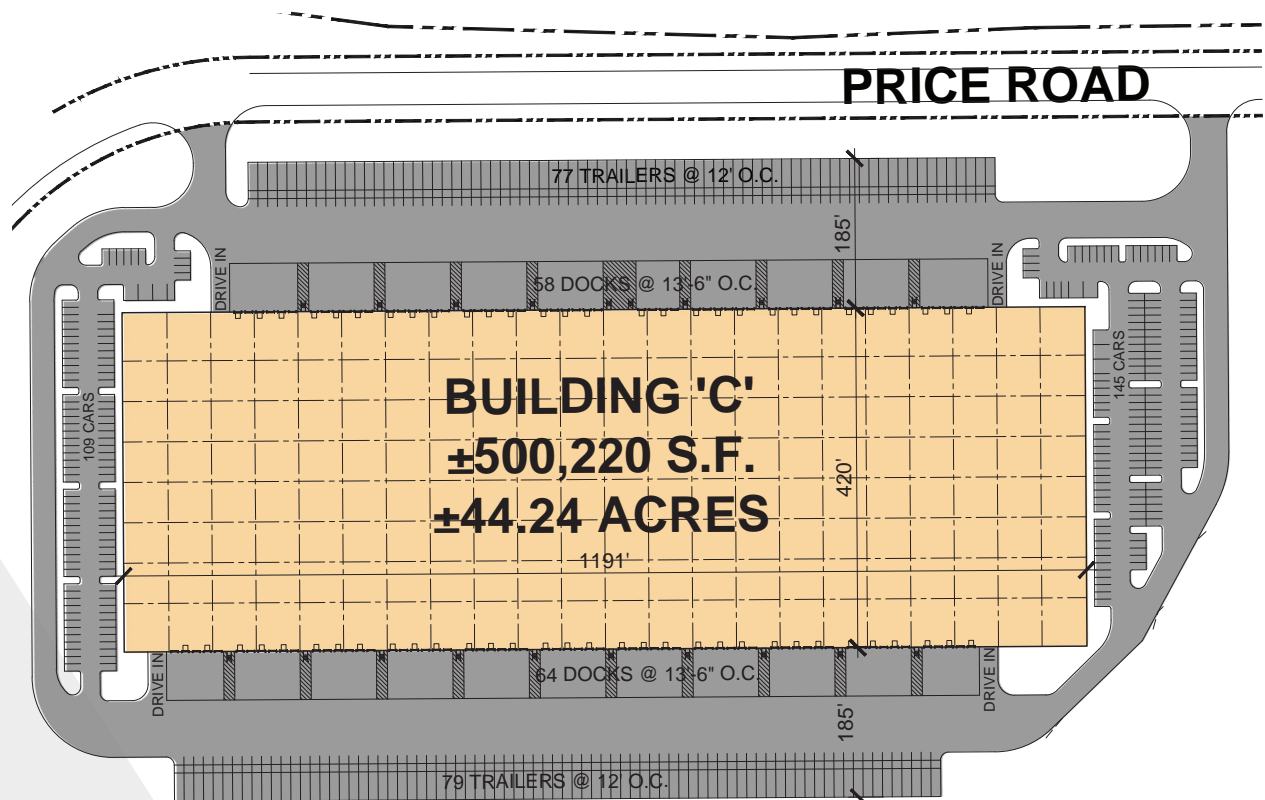 PRICE ROAD
77 TRAILERS @ 12' O.C.
185'
DRIVE IN
58 DOCKS @ 13'-6" O.C.
DRIVE IN
145 CARS
109 CARS
BUILDING 'C'
±500,220 S.F.
±44.24 ACRES
420'
1191'
DRIVE IN
64 DOCKS @ 13'-6" O.C.
DRIVE IN
185'
79 TRAILERS @ 12' O.C.